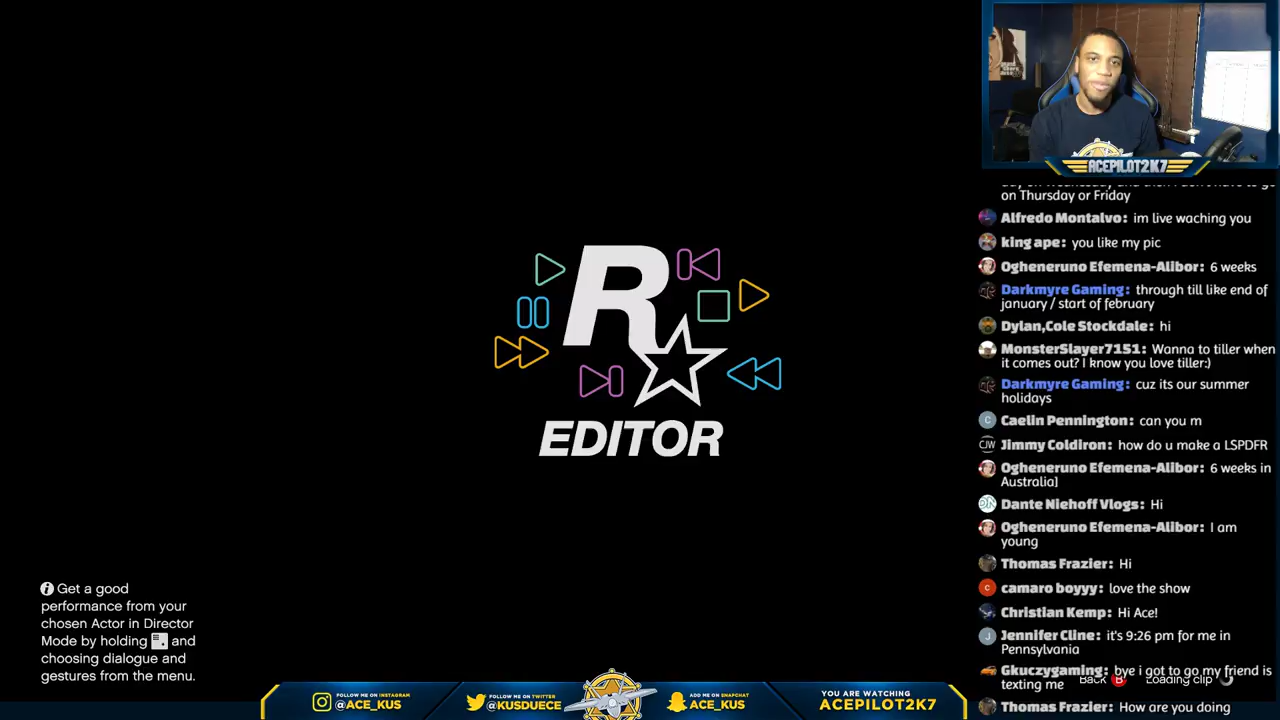 ACEPILOT2K7
on Thursday or Friday
Alfredo Montalvo: im live waching you
king ape: you like my pic
Ogheneruno Efemena-Alibor: 6 weeks
Darkmyre Gaming: through till like end of
january / start of february
Dylan,Cole Stockdale: hi
MonsterSlayer7151: Wanna to tiller when
it comes out? I know you love tiller:)
Darkmyre Gaming: cuz its our summer
holidays
Caelin Pennington: can you m
Jimmy Coldiron: how do u make a LSPDFR
Ogheneruno Efemena-Alibor: 6 weeks in
Australia]
Dante Niehoff Vlogs: Hi
Ogheneruno Efemena-Alibor: I am
young
Thomas Frazier: Hi
camaro boyyy: love the show
Christian Kemp: Hi Ace!
Jennifer Cline: it's 9:26 pm for me in
Pennsylvania
Gkuczygaming: bye i got to go my friend is
texting me
Back B Loading clip
Thomas Frazier: How are you doing
R
EDITOR
Get a good
performance from your
chosen Actor in Director
Mode by holding and
choosing dialogue and
gestures from the menu.
FOLLOW ME ON INSTAGRAM
@ACE_KUS
FOLLOW ME ON TWITTER
@KUSDUECE
ADD ME ON SNAPCHAT
ACE_KUS
YOU ARE WATCHING
ACEPILOT2K7